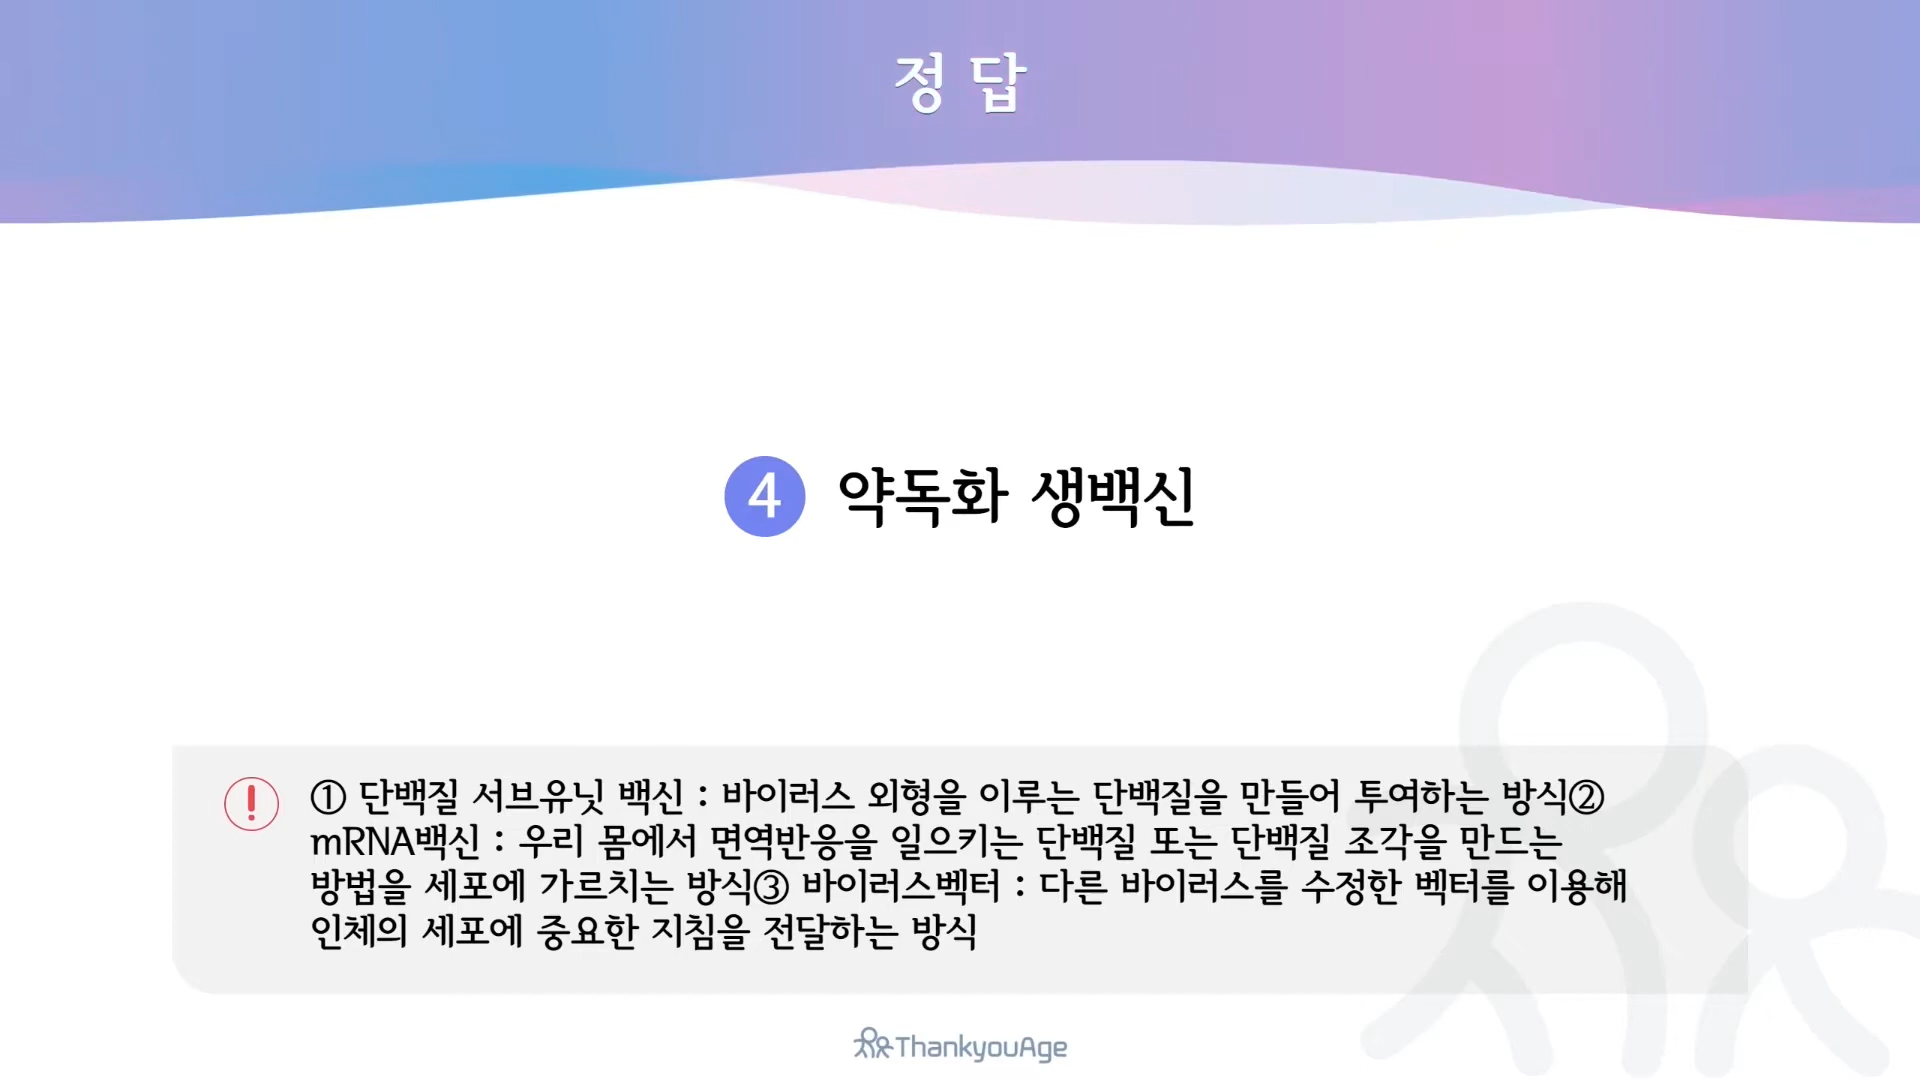 정 답
4 약독화 생백신
! ① 단백질 서브유닛 백신 : 바이러스 외형을 이루는 단백질을 만들어 투여하는 방식②
mRNA백신 : 우리 몸에서 면역반응을 일으키는 단백질 또는 단백질 조각을 만드는
방법을 세포에 가르치는 방식③ 바이러스벡터 : 다른 바이러스를 수정한 벡터를 이용해
인체의 세포에 중요한 지침을 전달하는 방식
ThankyouAge